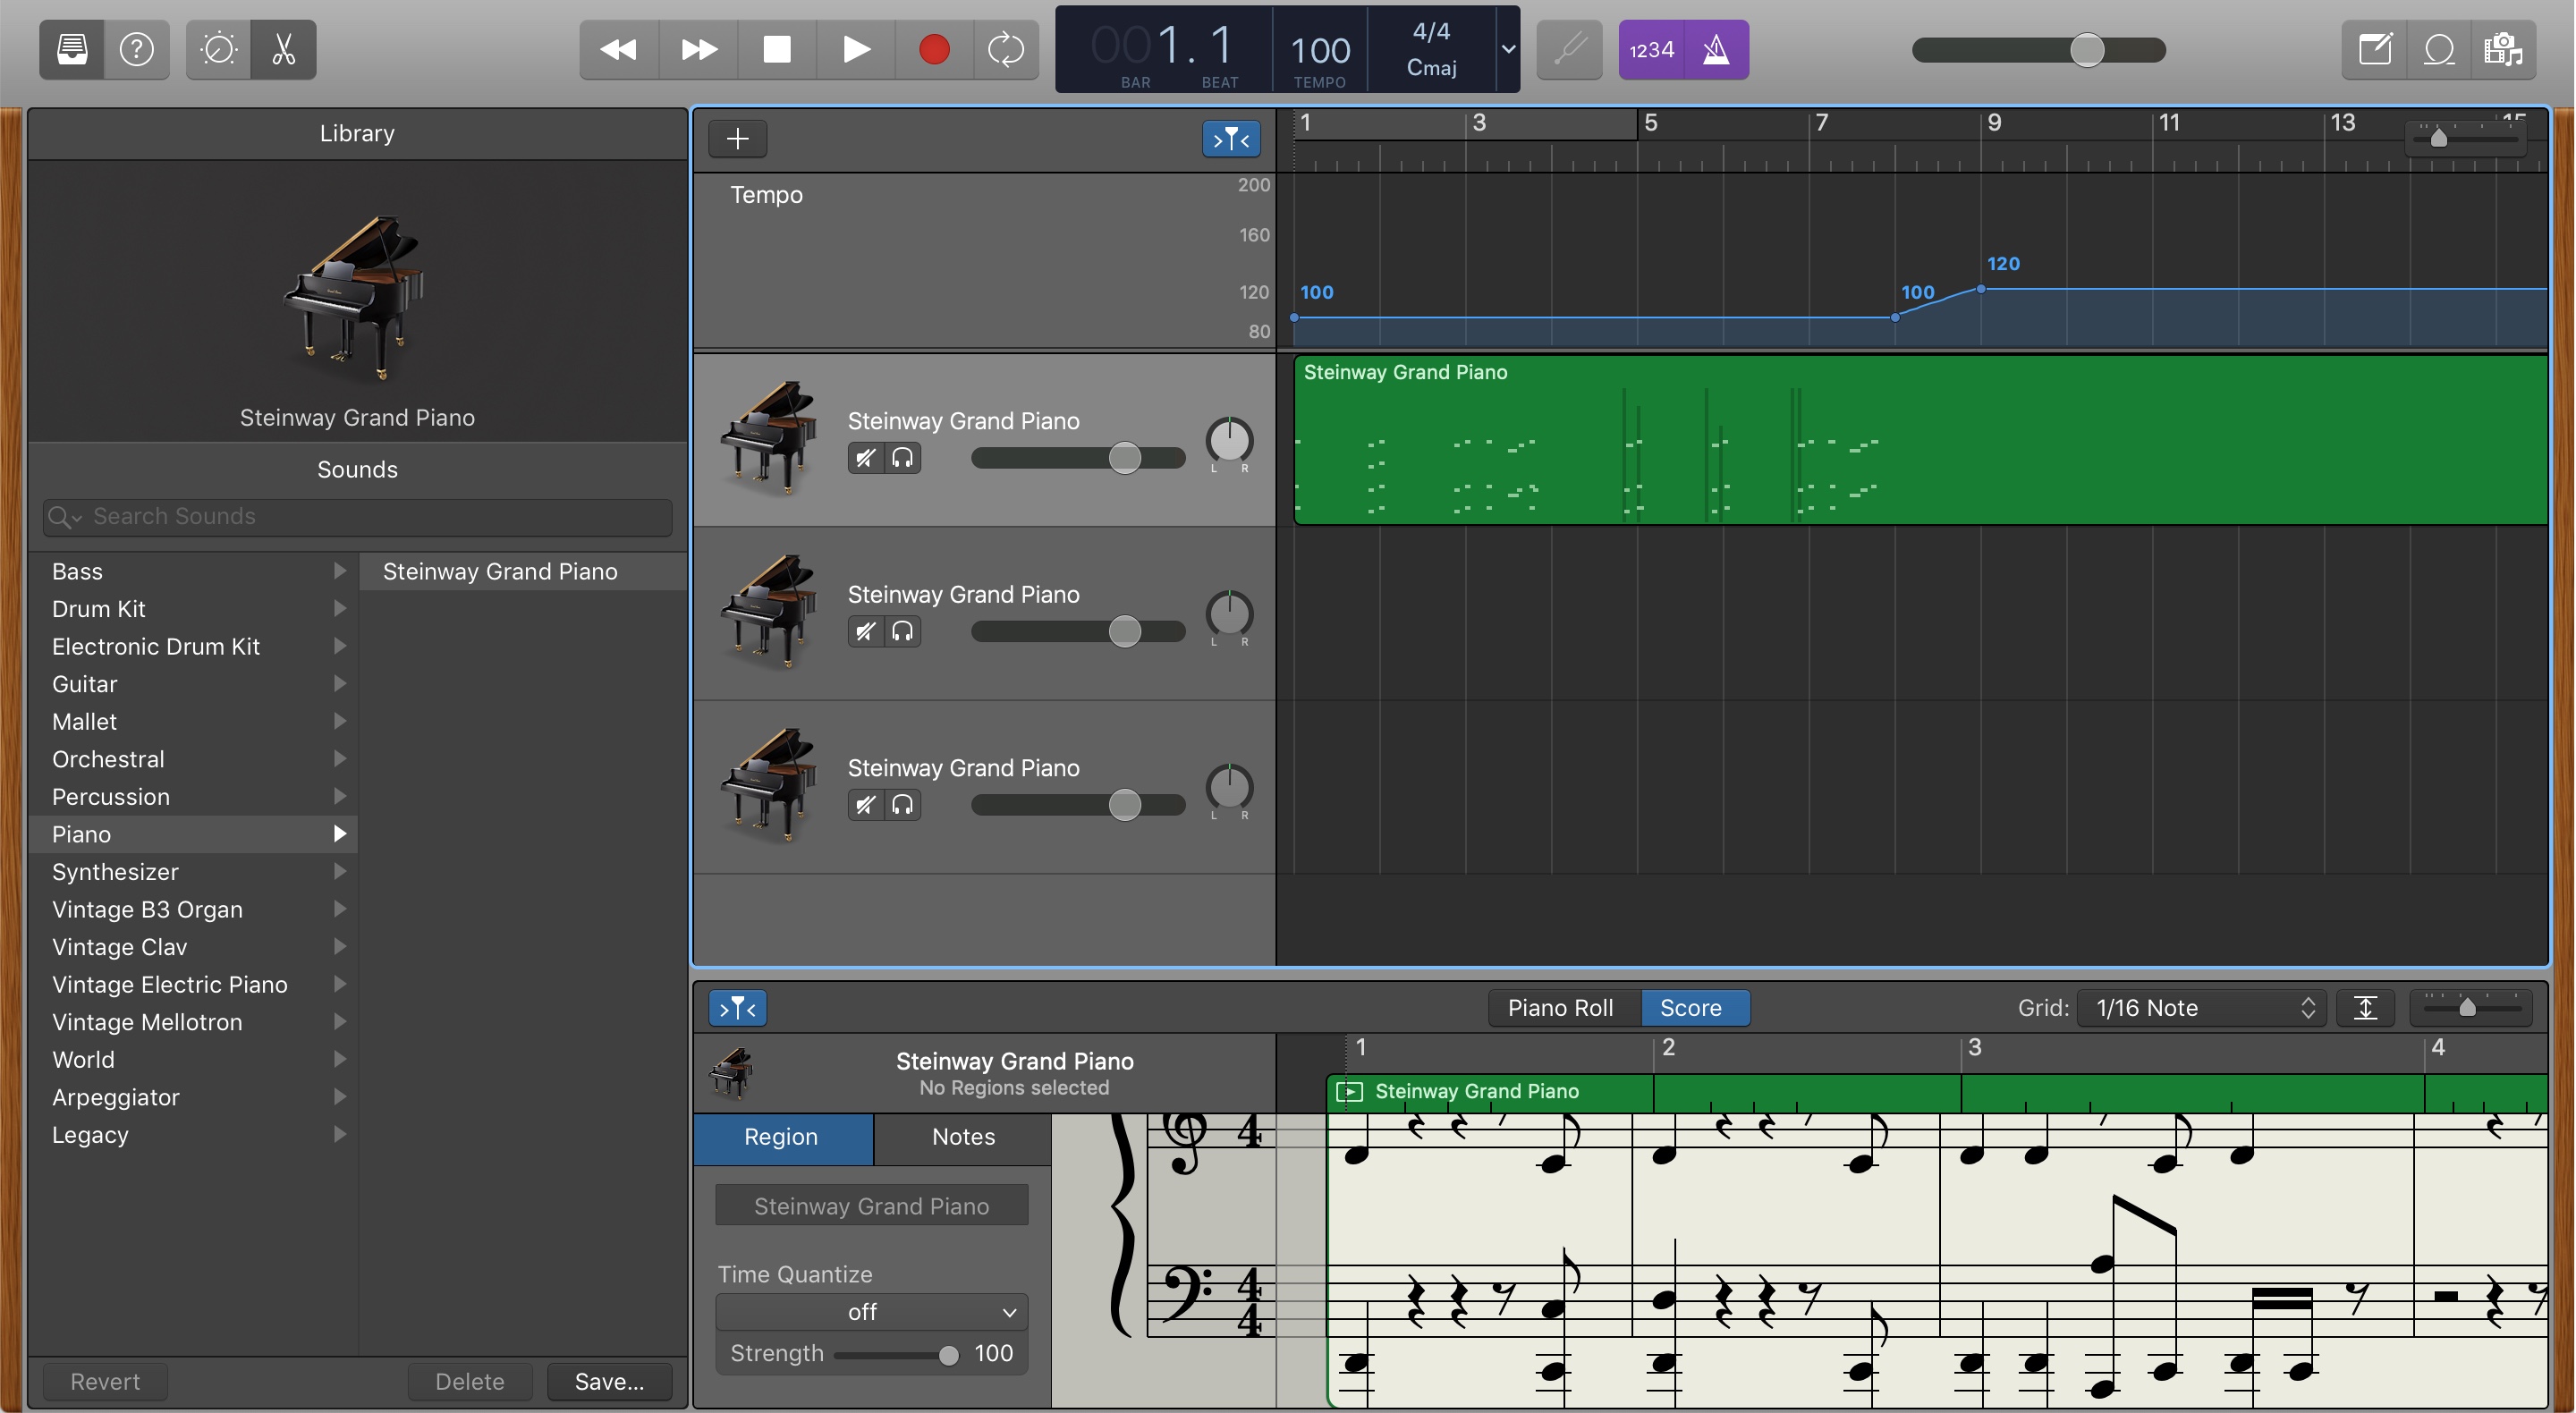 001. 1
BAR
BEAT
100
TEMPO
4/4
Cmaj
1234
Library
Steinway Grand Piano
Sounds
Search Sounds
Bass
Drum Kit
Electronic Drum Kit
Guitar
Mallet
Orchestral
Percussion
Piano
Synthesizer
Vintage B3 Organ
Vintage Clav
Vintage Electric Piano
Vintage Mellotron
World
Arpeggiator
Legacy
Steinway Grand Piano
Revert
Delete
Save...
1 3 5 7 9 11 13 15
Tempo
200
160
120
80
100
100
120
Steinway Grand Piano
L R
Steinway Grand Piano
Steinway Grand Piano
L R
Steinway Grand Piano
L R
Piano Roll
Score
Grid: 1/16 Note
Steinway Grand Piano
No Regions selected
1 2 3 4
Steinway Grand Piano
Region
Notes
Steinway Grand Piano
Time Quantize
off
Strength 100
4
4
4